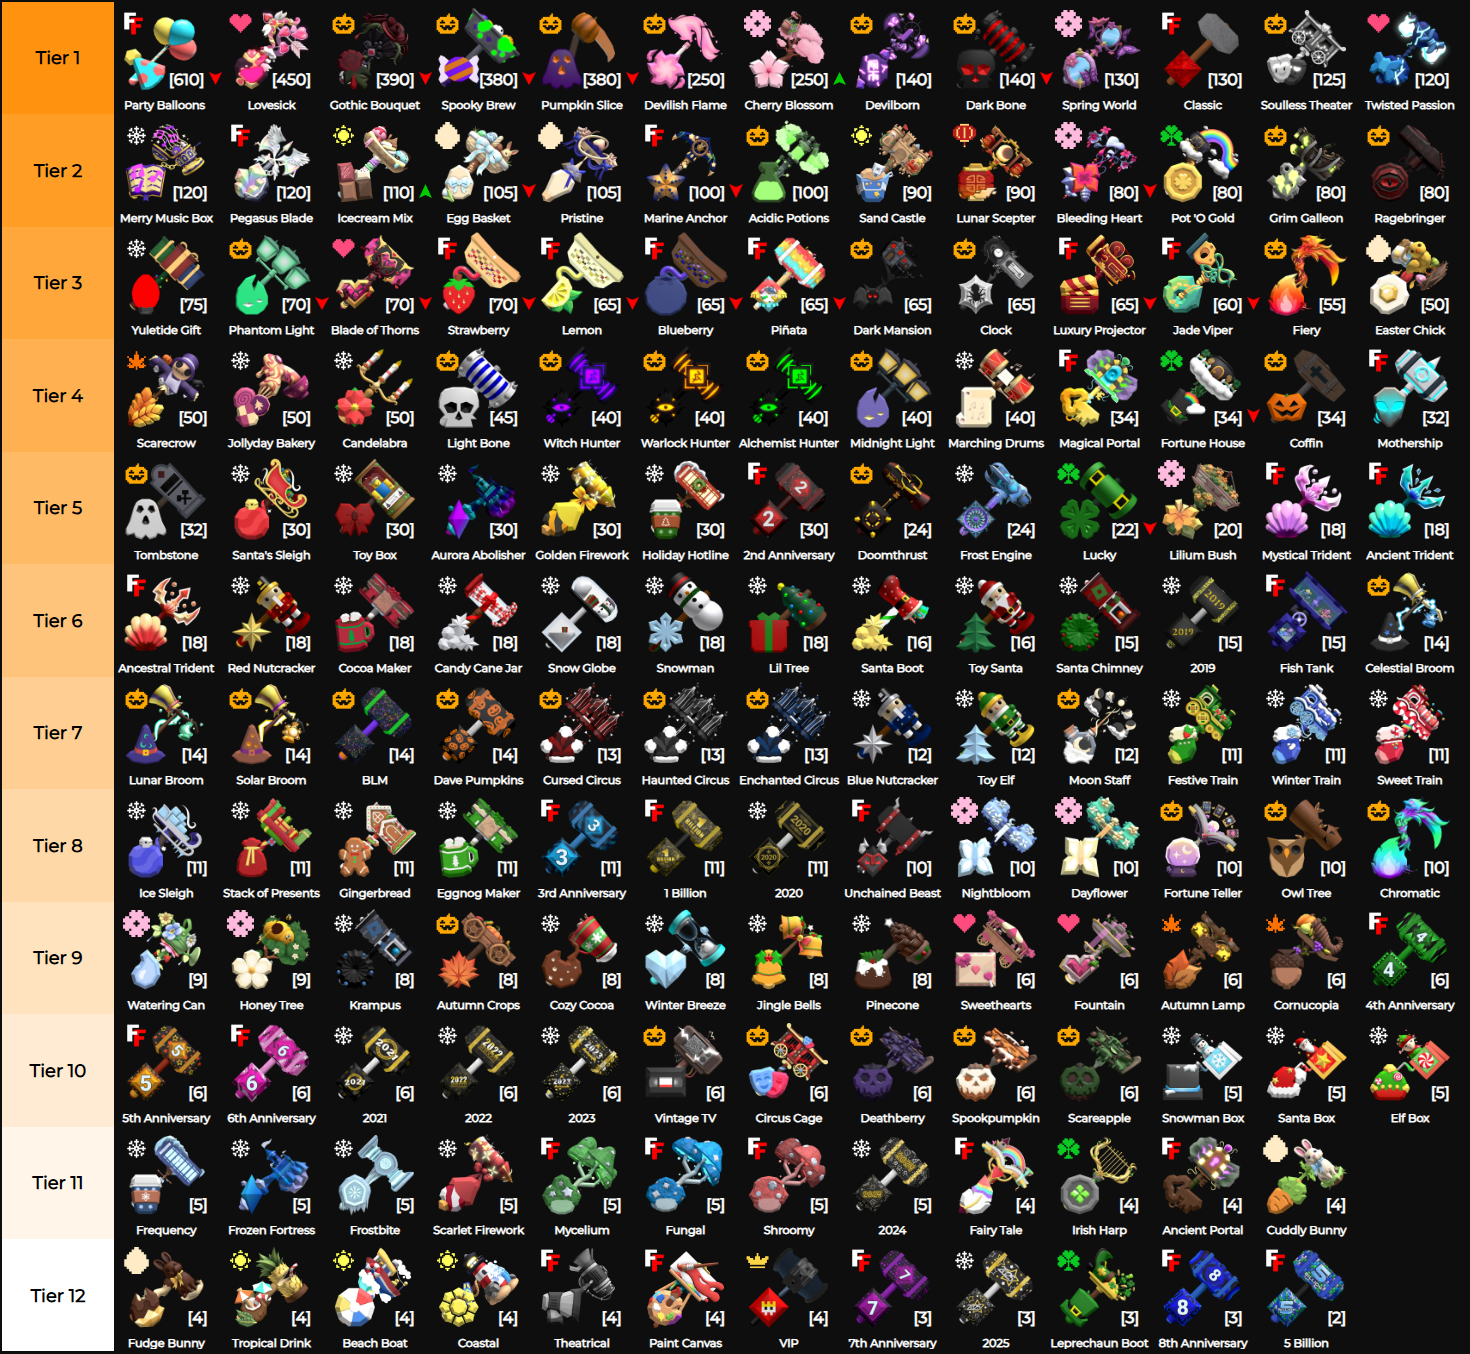 Tier 1
[610] [450] [390] [380] [380] [250] [250] [140] [140] [130] [130] [125] [120]
Party Balloons Lovesick Gothic Bouquet Spooky Brew Pumpkin Slice Devilish Flame Cherry Blossom Devilborn Dark Bone Spring World Classic Soulless Theater Twisted Passion
Tier 2
[120] [120] [110] [105] [105] [100] [100] [90] [90] [80] [80] [80] [80]
Merry Music Box Pegasus Blade Icecream Mix Egg Basket Pristine Marine Anchor Acidic Potions Sand Castle Lunar Scepter Bleeding Heart Pot 'O Gold Grim Galleon Ragebringer
Tier 3
[75] [70] [70] [70] [65] [65] [65] [65] [65] [65] [60] [55] [50]
Yuletide Gift Phantom Light Blade of Thorns Strawberry Lemon Blueberry Piñata Dark Mansion Clock Luxury Projector Jade Viper Fiery Easter Chick
Tier 4
[50] [50] [50] [45] [40] [40] [40] [40] [40] [34] [34] [34] [32]
Scarecrow Jollyday Bakery Candelabra Light Bone Witch Hunter Warlock Hunter Alchemist Hunter Midnight Light Marching Drums Magical Portal Fortune House Coffin Mothership
Tier 5
[32] [30] [30] [30] [30] [30] [30] [24] [24] [22] [20] [18] [18]
Tombstone Santa's Sleigh Toy Box Aurora Abolisher Golden Firework Holiday Hotline 2nd Anniversary Doomthrust Frost Engine Lucky Lilium Bush Mystical Trident Ancient Trident
Tier 6
[18] [18] [18] [18] [18] [18] [18] [16] [16] [15] [15] [15] [14]
Ancestral Trident Red Nutcracker Cocoa Maker Candy Cane Jar Snow Globe Snowman Lil Tree Santa Boot Toy Santa Santa Chimney 2019 Fish Tank Celestial Broom
Tier 7
[14] [14] [14] [14] [13] [13] [13] [12] [12] [12] [11] [11] [11]
Lunar Broom Solar Broom BLM Dave Pumpkins Cursed Circus Haunted Circus Enchanted Circus Blue Nutcracker Toy Elf Moon Staff Festive Train Winter Train Sweet Train
Tier 8
[11] [11] [11] [11] [11] [11] [11] [10] [10] [10] [10] [10] [10]
Ice Sleigh Stack of Presents Gingerbread Eggnog Maker 3rd Anniversary 1 Billion 2020 Unchained Beast Nightbloom Dayflower Fortune Teller Owl Tree Chromatic
Tier 9
[9] [9] [8] [8] [8] [8] [8] [8] [6] [6] [6] [6] [6]
Watering Can Honey Tree Krampus Autumn Crops Cozy Cocoa Winter Breeze Jingle Bells Pinecone Sweethearts Fountain Autumn Lamp Cornucopia 4th Anniversary
Tier 10
[6] [6] [6] [6] [6] [6] [6] [6] [6] [6] [5] [5] [5]
5th Anniversary 6th Anniversary 2021 2022 2023 Vintage TV Circus Cage Deathberry Spookpumpkin Scareapple Snowman Box Santa Box Elf Box
Tier 11
[5] [5] [5] [5] [5] [5] [5] [5] [4] [4] [4] [4]
Frequency Frozen Fortress Frostbite Scarlet Firework Mycelium Fungal Shroomy 2024 Fairy Tale Irish Harp Ancient Portal Cuddly Bunny
Tier 12
[4] [4] [4] [4] [4] [4] [4] [3] [3] [3] [3] [2]
Fudge Bunny Tropical Drink Beach Boat Coastal Theatrical Paint Canvas VIP 7th Anniversary 2025 Leprechaun Boot 8th Anniversary 5 Billion